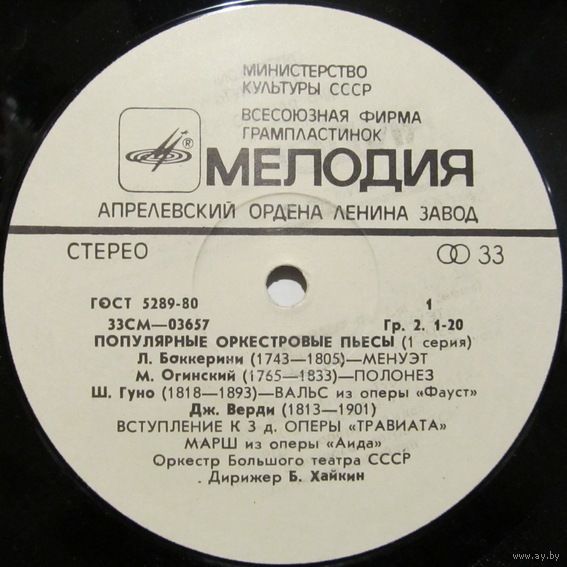 МИНИСТЕРСТВО
КУЛЬТУРЫ СССР
ВСЕСОЮЗНАЯ ФИРМА
ГРАМПЛАСТИНОК
®
МЕЛОДИЯ
АПРЕЛЕВСКИЙ ОРДЕНА ЛЕНИНА ЗАВОД
СТЕРЕО 33
ГОСТ 5289-80 1
33СМ—03657 Гр. 2. 1-20
ПОПУЛЯРНЫЕ ОРКЕСТРОВЫЕ ПЬЕСЫ (1 серия)
Л. Боккерини (1743—1805)—МЕНУЭТ
М. Огинский (1765—1833)—ПОЛОНЕЗ
Ш. Гуно (1818—1893)—ВАЛЬС из оперы «Фауст»
Дж. Верди (1813—1901)
ВСТУПЛЕНИЕ К 3 д. ОПЕРЫ «ТРАВИАТА»
МАРШ из оперы «Аида»
Оркестр Большого театра СССР
. Дирижер Б. Хайкин
www.ay.by